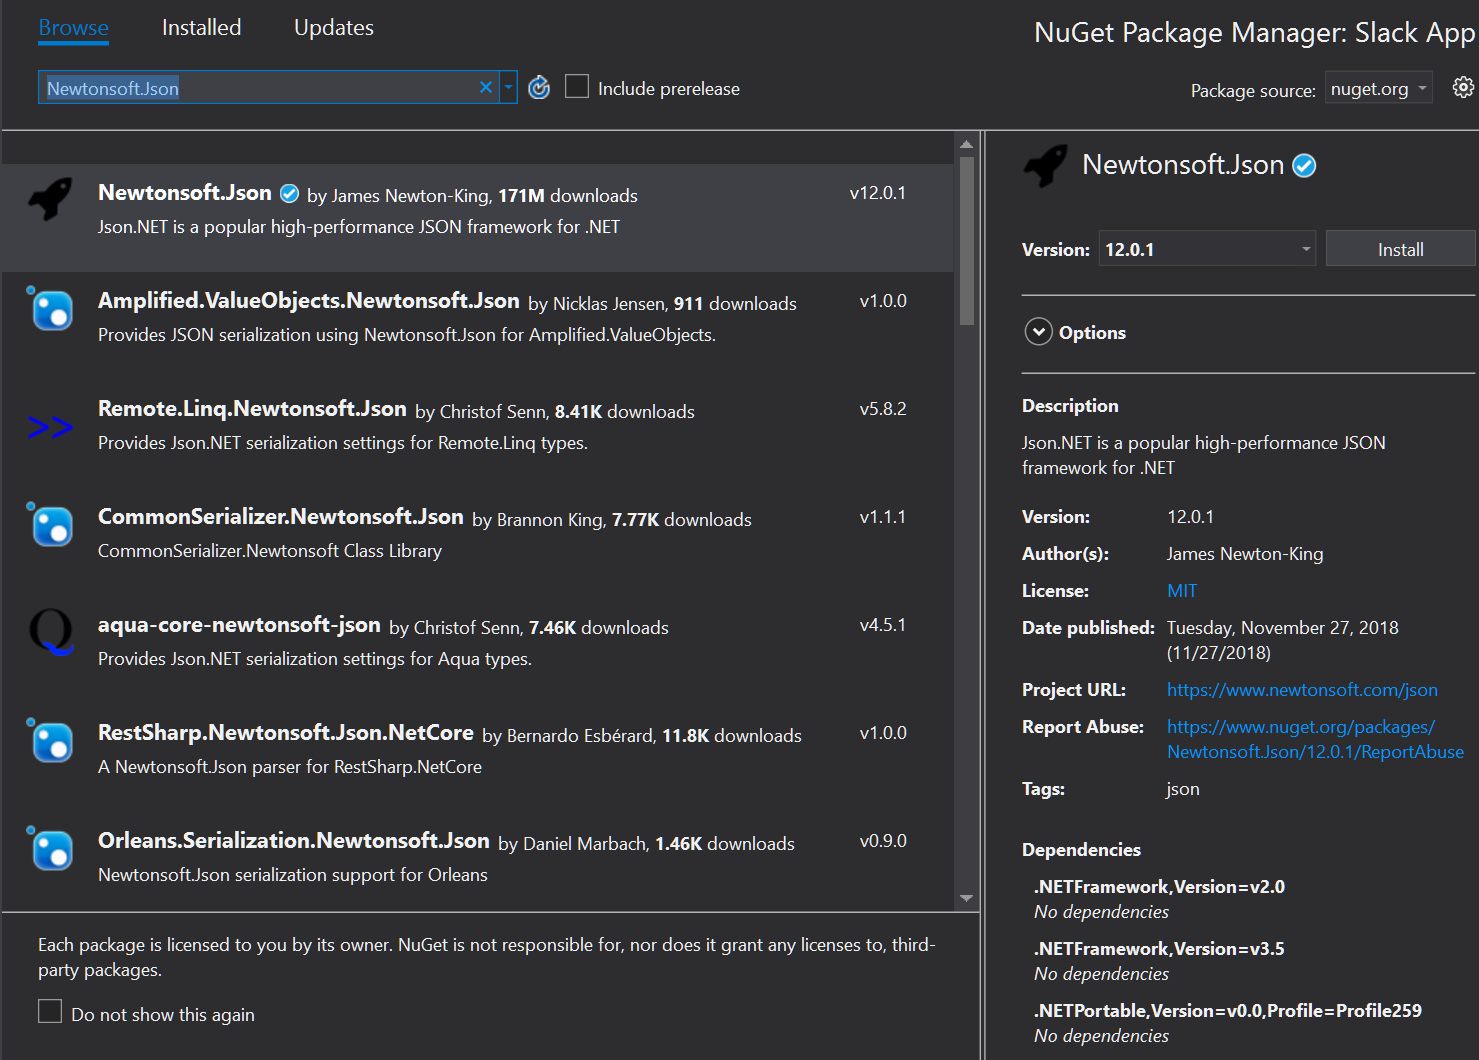 Browse Installed Updates
NuGet Package Manager: Slack App
Newtonsoft.Json
Include prerelease
Package source: nuget.org
Newtonsoft.Json by James Newton-King, 171M downloads v12.0.1
Json.NET is a popular high-performance JSON framework for .NET
Amplified.ValueObjects.Newtonsoft.Json by Nicklas Jensen, 911 downloads v1.0.0
Provides JSON serialization using Newtonsoft.Json for Amplified.ValueObjects.
Remote.Linq.Newtonsoft.Json by Christof Senn, 8.41K downloads v5.8.2
Provides Json.NET serialization settings for Remote.Linq types.
CommonSerializer.Newtonsoft.Json by Brannon King, 7.77K downloads v1.1.1
CommonSerializer.Newtonsoft Class Library
aqua-core-newtonsoft-json by Christof Senn, 7.46K downloads v4.5.1
Provides Json.NET serialization settings for Aqua types.
RestSharp.Newtonsoft.Json.NetCore by Bernardo Esbérard, 11.8K downloads v1.0.0
A Newtonsoft.Json parser for RestSharp.NetCore
Orleans.Serialization.Newtonsoft.Json by Daniel Marbach, 1.46K downloads v0.9.0
Newtonsoft.Json serialization support for Orleans
Each package is licensed to you by its owner. NuGet is not responsible for, nor does it grant any licenses to, third-
party packages.
Do not show this again
Newtonsoft.Json
Version: 12.0.1 Install
Options
Description
Json.NET is a popular high-performance JSON
framework for .NET
Version: 12.0.1
Author(s): James Newton-King
License: MIT
Date published: Tuesday, November 27, 2018
(11/27/2018)
Project URL: https://www.newtonsoft.com/json
Report Abuse: https://www.nuget.org/packages/
Newtonsoft.Json/12.0.1/ReportAbuse
Tags: json
Dependencies
.NETFramework,Version=v2.0
No dependencies
.NETFramework,Version=v3.5
No dependencies
.NETPortable,Version=v0.0,Profile=Profile259
No dependencies